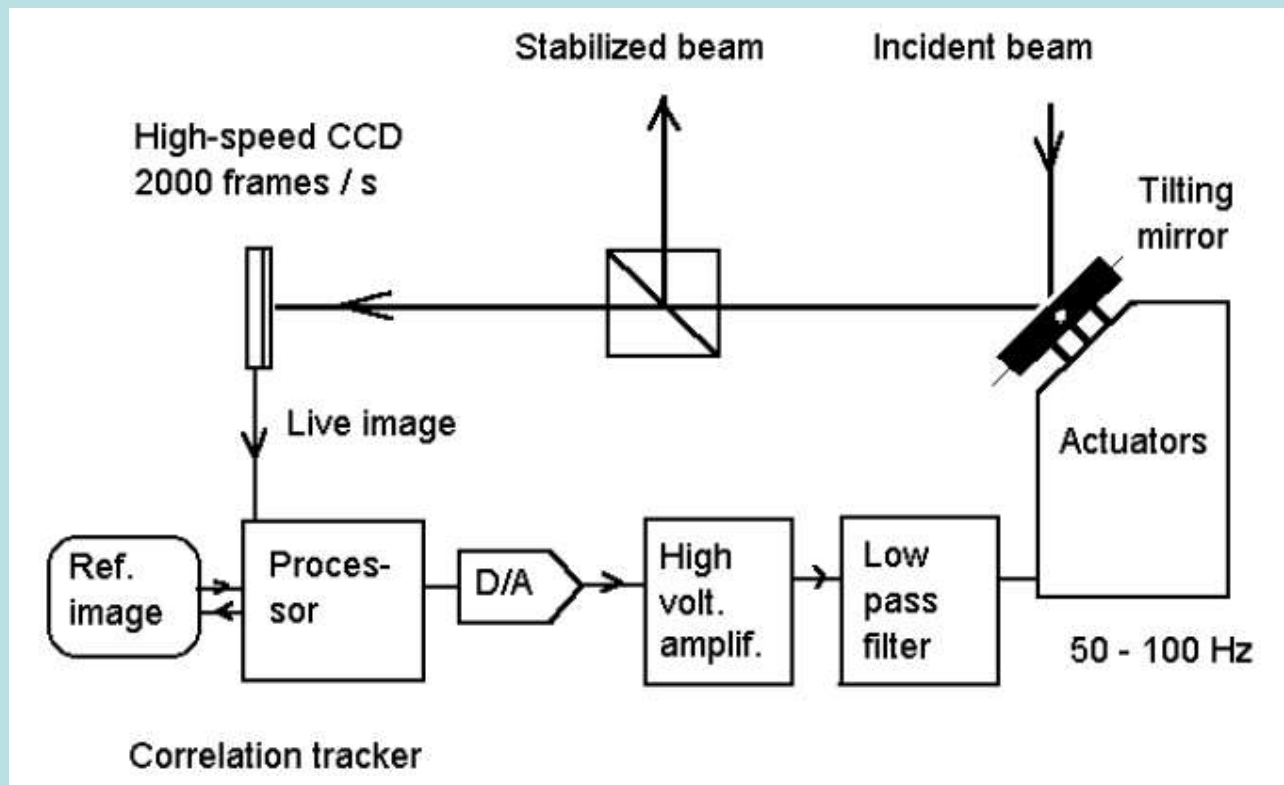 Stabilized beam
Incident beam
High-speed CCD
2000 frames / s
Tilting
mirror
Live image
Actuators
Ref.
image
Proces-
sor
D/A
High
volt.
amplif.
Low
pass
filter
50 - 100 Hz
Correlation tracker